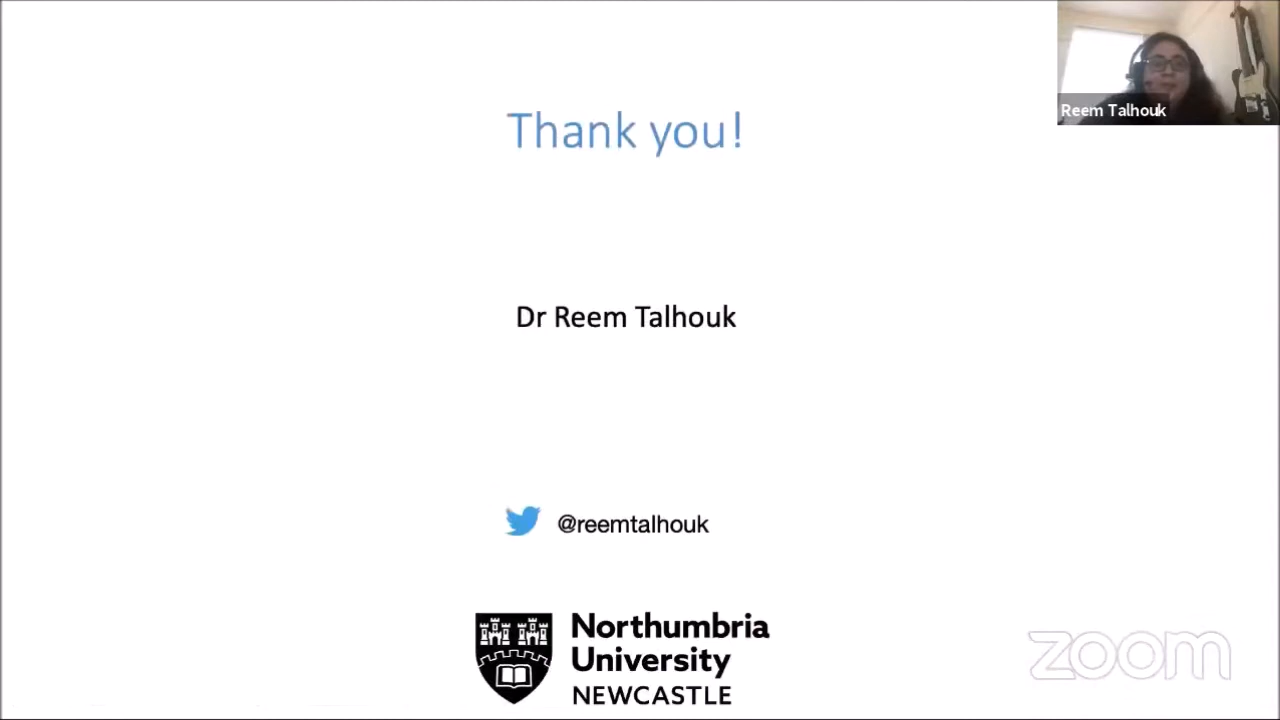 Reem Talhouk
Thank you!
Dr Reem Talhouk
@reemtalhouk
Northumbria
University
NEWCASTLE
zoom